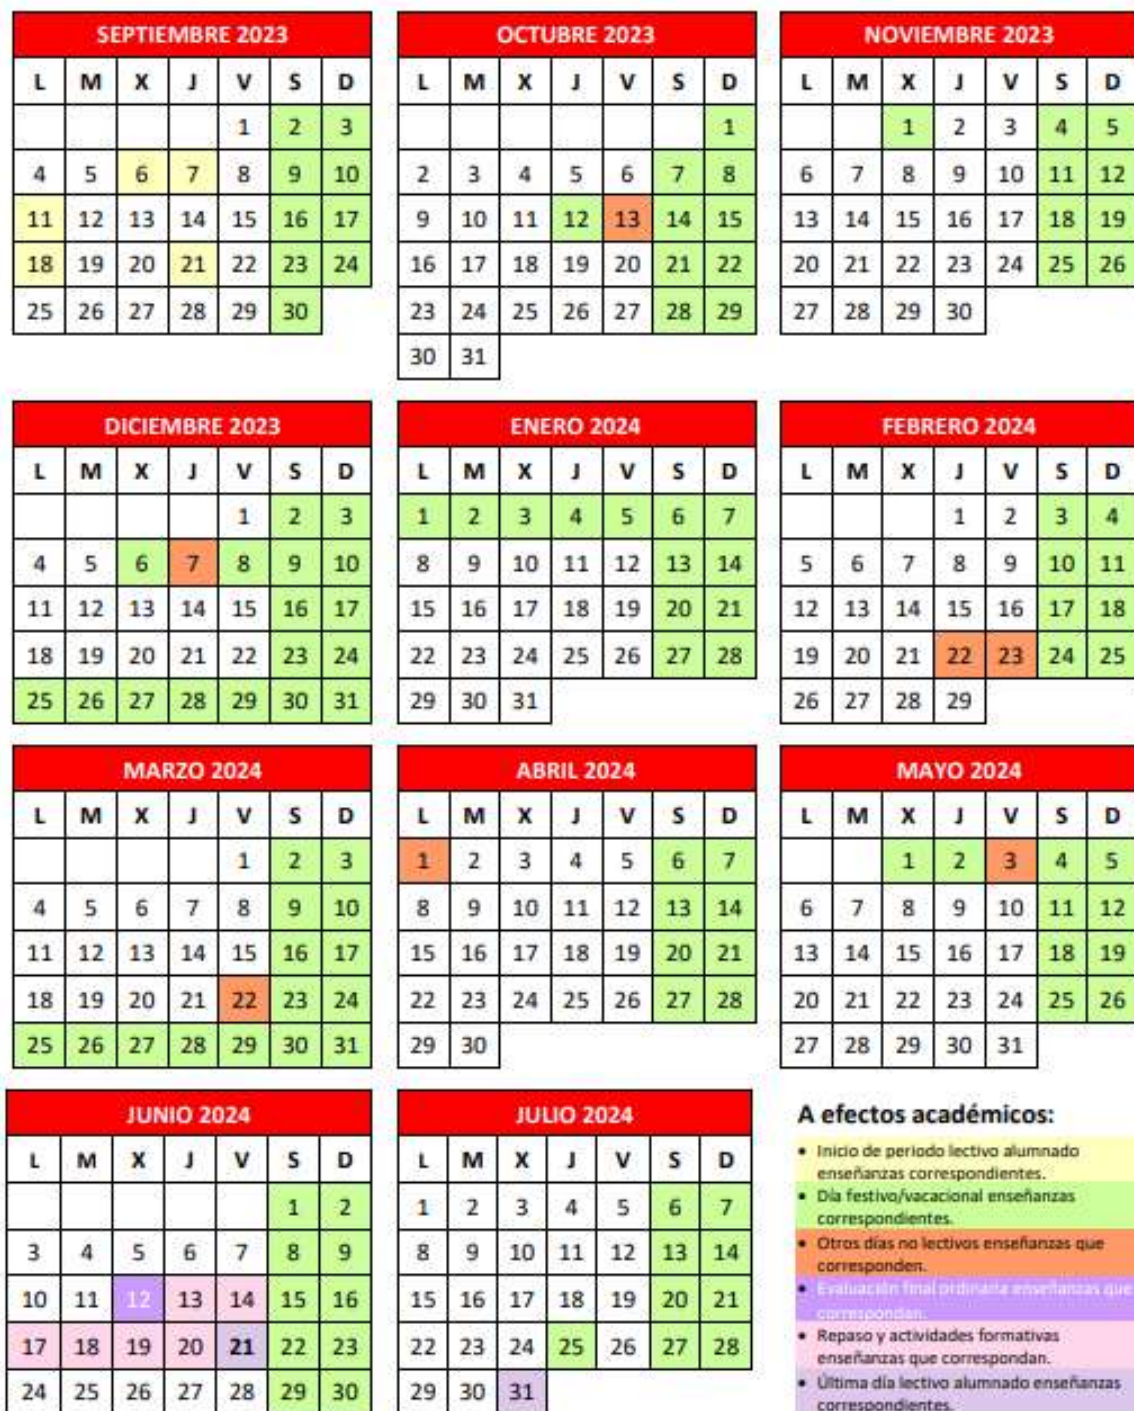 SEPTIEMBRE 2023
L M X J V S D
1 2 3
4 5 6 7 8 9 10
11 12 13 14 15 16 17
18 19 20 21 22 23 24
25 26 27 28 29 30
OCTUBRE 2023
L M X J V S D
1
2 3 4 5 6 7 8
9 10 11 12 13 14 15
16 17 18 19 20 21 22
23 24 25 26 27 28 29
30 31
NOVIEMBRE 2023
L M X J V S D
1 2 3 4 5
6 7 8 9 10 11 12
13 14 15 16 17 18 19
20 21 22 23 24 25 26
27 28 29 30
DICIEMBRE 2023
L M X J V S D
1 2 3
4 5 6 7 8 9 10
11 12 13 14 15 16 17
18 19 20 21 22 23 24
25 26 27 28 29 30 31
ENERO 2024
L M X J V S D
1 2 3 4 5 6 7
8 9 10 11 12 13 14
15 16 17 18 19 20 21
22 23 24 25 26 27 28
29 30 31
FEBRERO 2024
L M X J V S D
1 2 3 4
5 6 7 8 9 10 11
12 13 14 15 16 17 18
19 20 21 22 23 24 25
26 27 28 29
MARZO 2024
L M X J V S D
1 2 3
4 5 6 7 8 9 10
11 12 13 14 15 16 17
18 19 20 21 22 23 24
25 26 27 28 29 30 31
ABRIL 2024
L M X J V S D
1 2 3 4 5 6 7
8 9 10 11 12 13 14
15 16 17 18 19 20 21
22 23 24 25 26 27 28
29 30
MAYO 2024
L M X J V S D
1 2 3 4 5
6 7 8 9 10 11 12
13 14 15 16 17 18 19
20 21 22 23 24 25 26
27 28 29 30 31
JUNIO 2024
L M X J V S D
1 2
3 4 5 6 7 8 9
10 11 12 13 14 15 16
17 18 19 20 21 22 23
24 25 26 27 28 29 30
JULIO 2024
L M X J V S D
1 2 3 4 5 6 7
8 9 10 11 12 13 14
15 16 17 18 19 20 21
22 23 24 25 26 27 28
29 30 31
A efectos académicos:
• Inicio de periodo lectivo alumnado
enseñanzas correspondientes.
• Día festivo/vacacional enseñanzas
correspondientes.
• Otros días no lectivos enseñanzas que
corresponden.
• Evaluación final ordinaria enseñanzas que
correspondan.
• Repaso y actividades formativas
enseñanzas que correspondan.
• Última día lectivo alumnado enseñanzas
correspondientes.